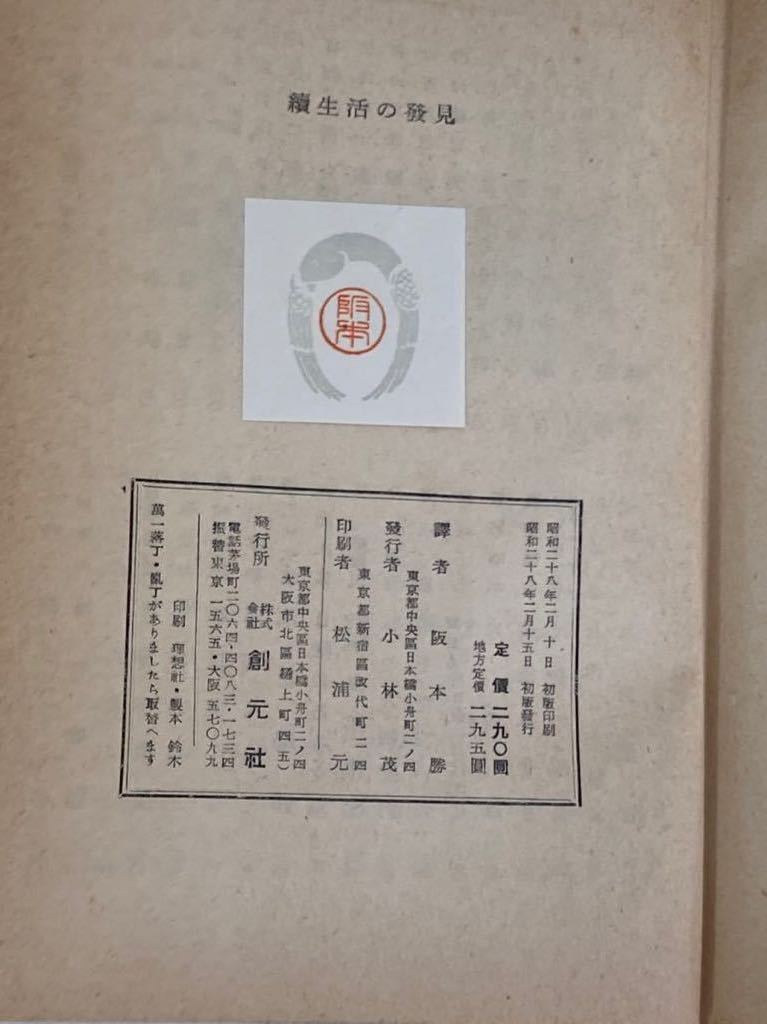 續生活の發見
阪本
昭和二十八年二月 十 日　初版印刷
昭和二十八年二月十五日　初版發行
定 價 二九〇圓
地方定價 二九五圓
譯者　阪本勝
東京都中央區日本橋小舟町二ノ四
發行者　小林茂
東京都新宿區改代町二四
印刷者　松浦元
東京都中央區日本橋小舟町二ノ四
大阪市北區樋上町四五
發行所　株式會社 創元社
電話茅場町二〇六四・四〇八三・一七三四
振替東京 一五六五・大阪 五七〇九九
印刷 理想社・製本 鈴木
萬一落丁・亂丁がありましたら取替へます